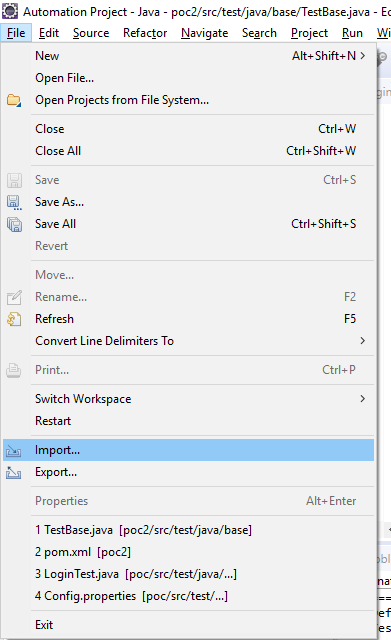 Automation Project - Java - poc2/src/test/java/base/TestBase.java - Ec
File Edit Source Refactor Navigate Search Project Run Wi
New Alt+Shift+N
Open File...
Open Projects from File System...
Close Ctrl+W
Close All Ctrl+Shift+W
Save Ctrl+S
Save As...
Save All Ctrl+Shift+S
Revert
Move...
Rename... F2
Refresh F5
Convert Line Delimiters To
Print... Ctrl+P
Switch Workspace
Restart
Import...
Export...
Properties Alt+Enter
1 TestBase.java [poc2/src/test/java/base]
2 pom.xml [poc2]
3 LoginTest.java [poc/src/test/java/...]
4 Config.properties [poc/src/test/...]
Exit